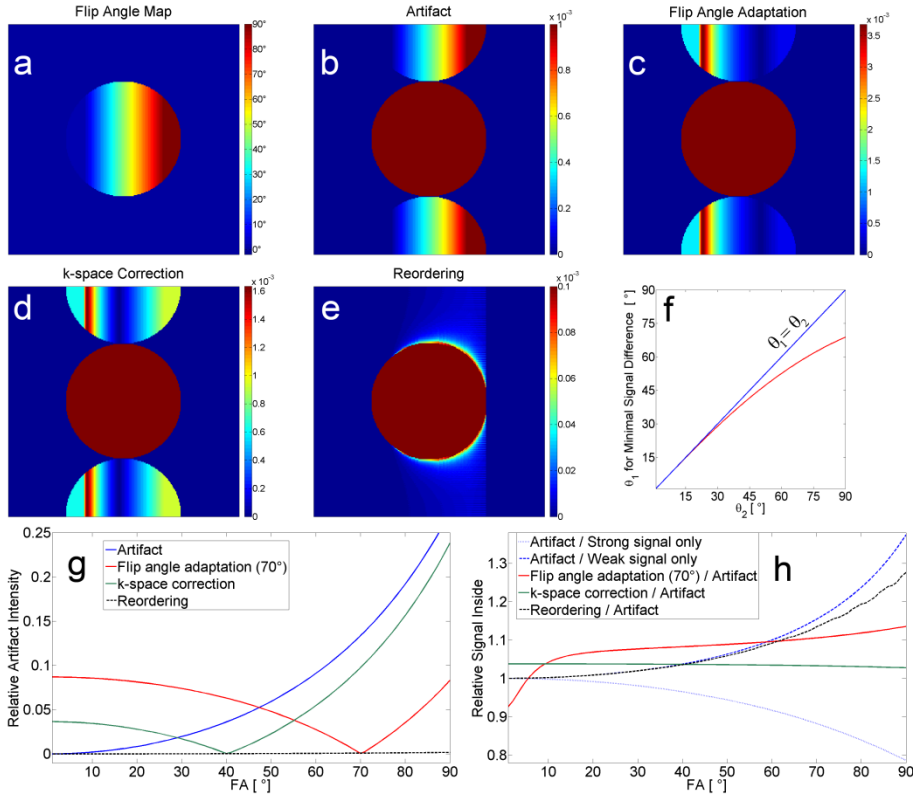 Flip Angle Map
a
90°
80°
70°
60°
50°
40°
30°
20°
10°
0°
Artifact
b
x 10⁻³
1
0.8
0.6
0.4
0.2
0
Flip Angle Adaptation
c
x 10⁻³
3.5
3
2.5
2
1.5
1
0.5
0
k-space Correction
d
x 10⁻³
1.6
1.4
1.2
1
0.8
0.6
0.4
0.2
0
Reordering
e
x 10⁻³
0.1
0.08
0.06
0.04
0.02
0
f
θ₁ for Minimal Signal Difference [°]
90
75
60
45
30
15
θ₁ = θ₂
15 30 45 60 75 90
θ₂ [°]
g
Relative Artifact Intensity
0.25
0.2
0.15
0.1
0.05
0
Artifact
Flip angle adaptation (70°)
k-space correction
Reordering
10 20 30 40 50 60 70 80 90
FA [°]
h
Relative Signal Inside
1.3
1.2
1.1
1
0.9
0.8
Artifact / Strong signal only
Artifact / Weak signal only
Flip angle adaptation (70°) / Artifact
k-space correction / Artifact
Reordering / Artifact
10 20 30 40 50 60 70 80 90
FA [°]